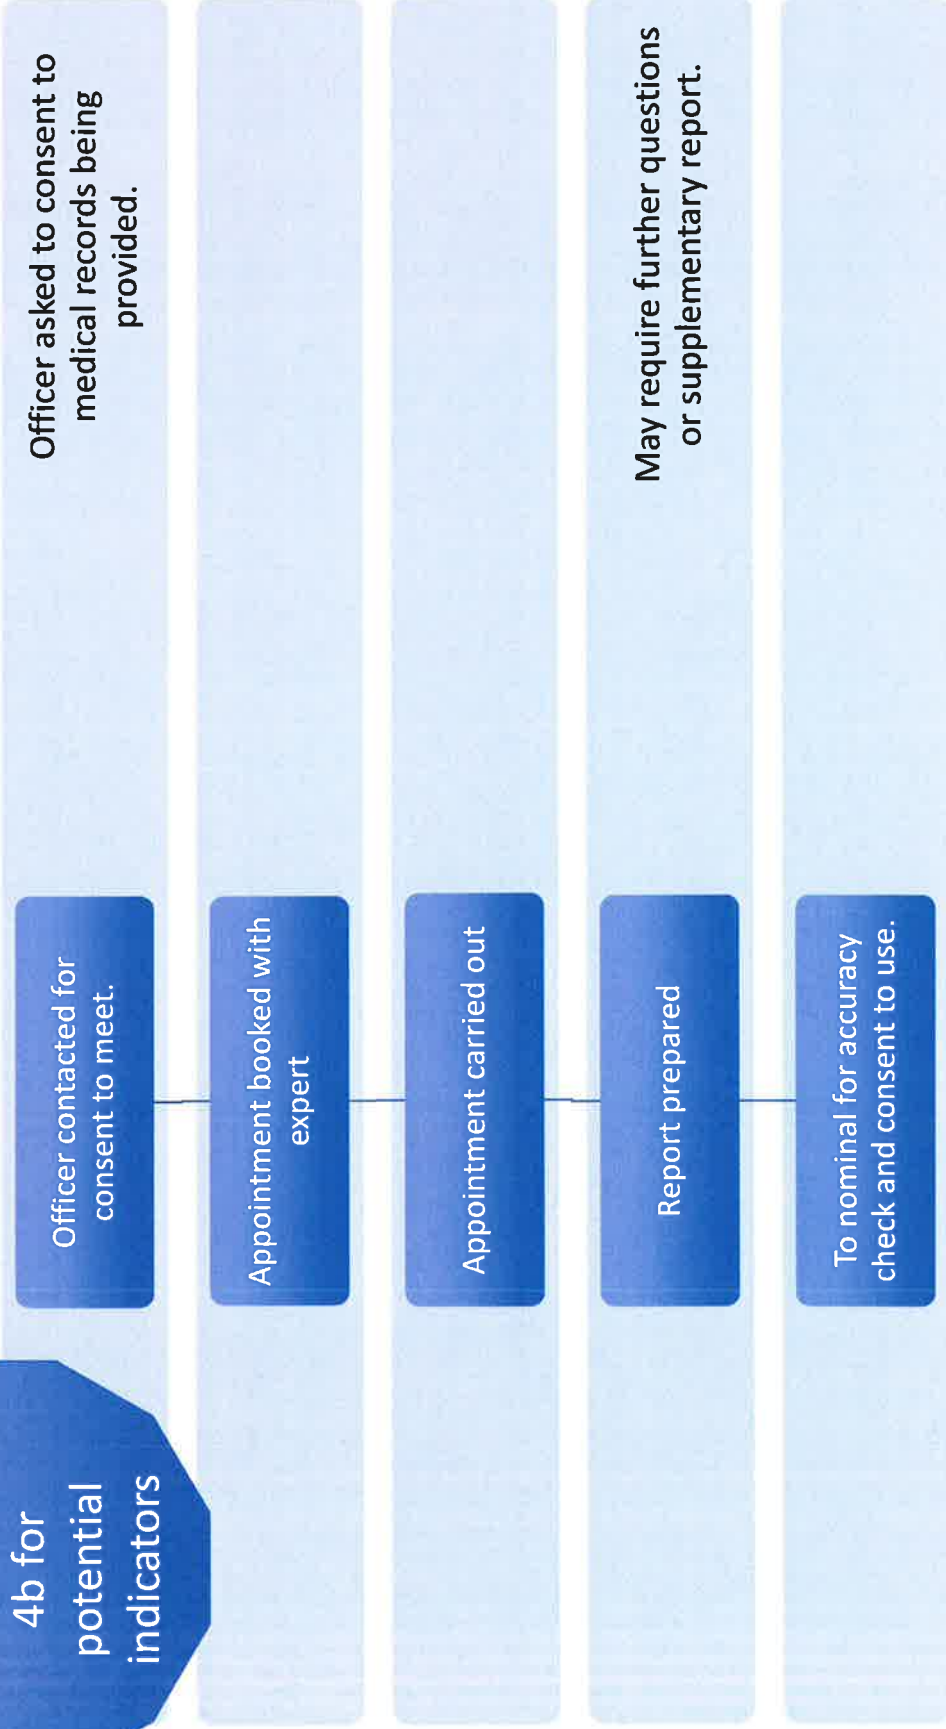 4b for
potential
indicators
Officer contacted for
consent to meet.
Officer asked to consent to
medical records being
provided.
Appointment booked with
expert
Appointment carried out
Report prepared
May require further questions
or supplementary report.
To nominal for accuracy
check and consent to use.